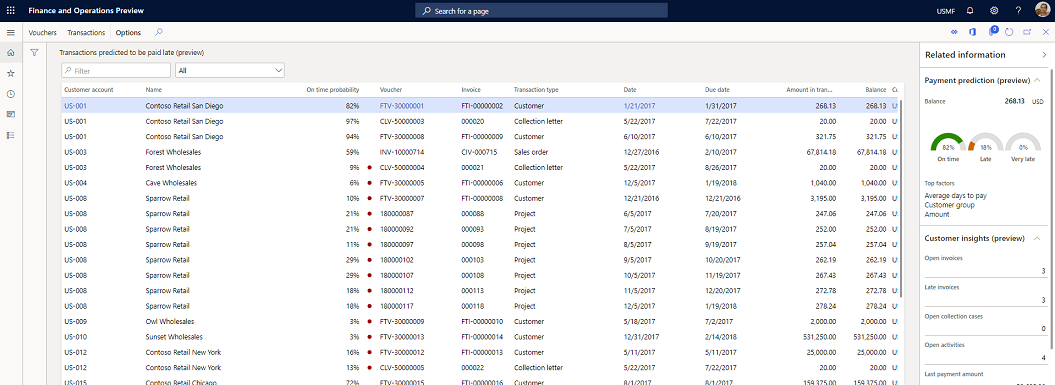 Finance and Operations Preview
Search for a page
USMF
Vouchers Transactions Options
Transactions predicted to be paid late (preview)
Filter
All
Customer account Name On time probability Voucher Invoice Transaction type Date Due date Amount in tran... Balance
US-001 Contoso Retail San Diego 82% FTV-30000001 FTI-00000002 Customer 1/21/2017 1/31/2017 268.13 268.13
US-001 Contoso Retail San Diego 97% CLV-50000003 000020 Collection letter 5/22/2017 7/22/2017 20.00 20.00
US-001 Contoso Retail San Diego 94% FTV-30000008 FTI-00000009 Customer 6/10/2017 6/10/2017 321.75 321.75
US-003 Forest Wholesales 59% INV-10000714 CIV-000715 Sales order 12/27/2016 2/10/2017 67,814.18 67,814.18
US-003 Forest Wholesales 9% CLV-50000004 000021 Collection letter 5/22/2017 8/26/2017 20.00 20.00
US-004 Cave Wholesales 6% FTV-30000005 FTI-00000006 Customer 12/5/2017 1/19/2018 1,040.00 1,040.00
US-008 Sparrow Retail 10% FTV-30000007 FTI-00000008 Customer 12/21/2016 12/21/2016 3,195.00 3,195.00
US-008 Sparrow Retail 21% 180000087 000088 Project 6/5/2017 7/20/2017 247.06 247.06
US-008 Sparrow Retail 21% 180000092 000093 Project 7/5/2017 8/19/2017 252.00 252.00
US-008 Sparrow Retail 11% 180000097 000098 Project 8/5/2017 9/19/2017 257.04 257.04
US-008 Sparrow Retail 29% 180000102 000103 Project 9/5/2017 10/20/2017 262.19 262.19
US-008 Sparrow Retail 29% 180000107 000108 Project 10/5/2017 11/19/2017 267.43 267.43
US-008 Sparrow Retail 18% 180000112 000113 Project 11/5/2017 12/20/2017 272.78 272.78
US-008 Sparrow Retail 18% 180000117 000118 Project 12/5/2017 1/19/2018 278.24 278.24
US-009 Owl Wholesales 3% FTV-30000009 FTI-00000010 Customer 5/18/2017 7/2/2017 2,000.00 2,000.00
US-010 Sunset Wholesales 3% FTV-30000013 FTI-00000014 Customer 12/31/2017 2/14/2018 531,250.00 531,250.00
US-012 Contoso Retail New York 16% FTV-30000012 FTI-00000013 Customer 5/11/2017 5/11/2017 25,000.00 25,000.00
US-012 Contoso Retail New York 13% CLV-50000005 000022 Collection letter 5/22/2017 5/22/2017 20.00 20.00
US-015 Contoso Retail Chicago 72% FTV-30000015 FTI-00000016 Customer 8/1/2017 8/1/2017 159,375.00 159,375.00
Related information
Payment prediction (preview)
Balance 268.13 USD
82% 18% 0%
On time Late Very late
Top factors
Average days to pay
Customer group
Amount
Customer insights (preview)
Open invoices
3
Late invoices
3
Open collection cases
0
Open activities
4
Last payment amount